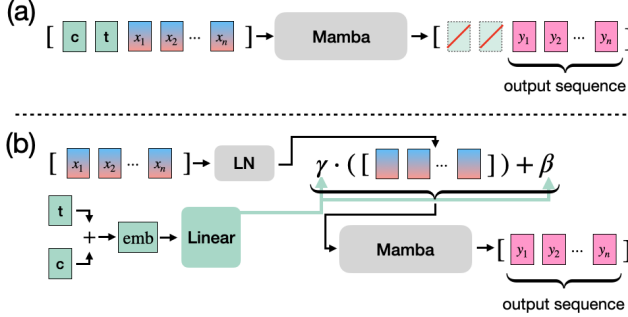 (a)
[ c t x₁ x₂ ... xₙ ] Mamba [ y₁ y₂ ... yₙ ]
output sequence
(b)
[ x₁ x₂ ... xₙ ] LN γ · ([ ... ]) + β
t
+ emb Linear
c
Mamba [ y₁ y₂ ... yₙ ]
output sequence